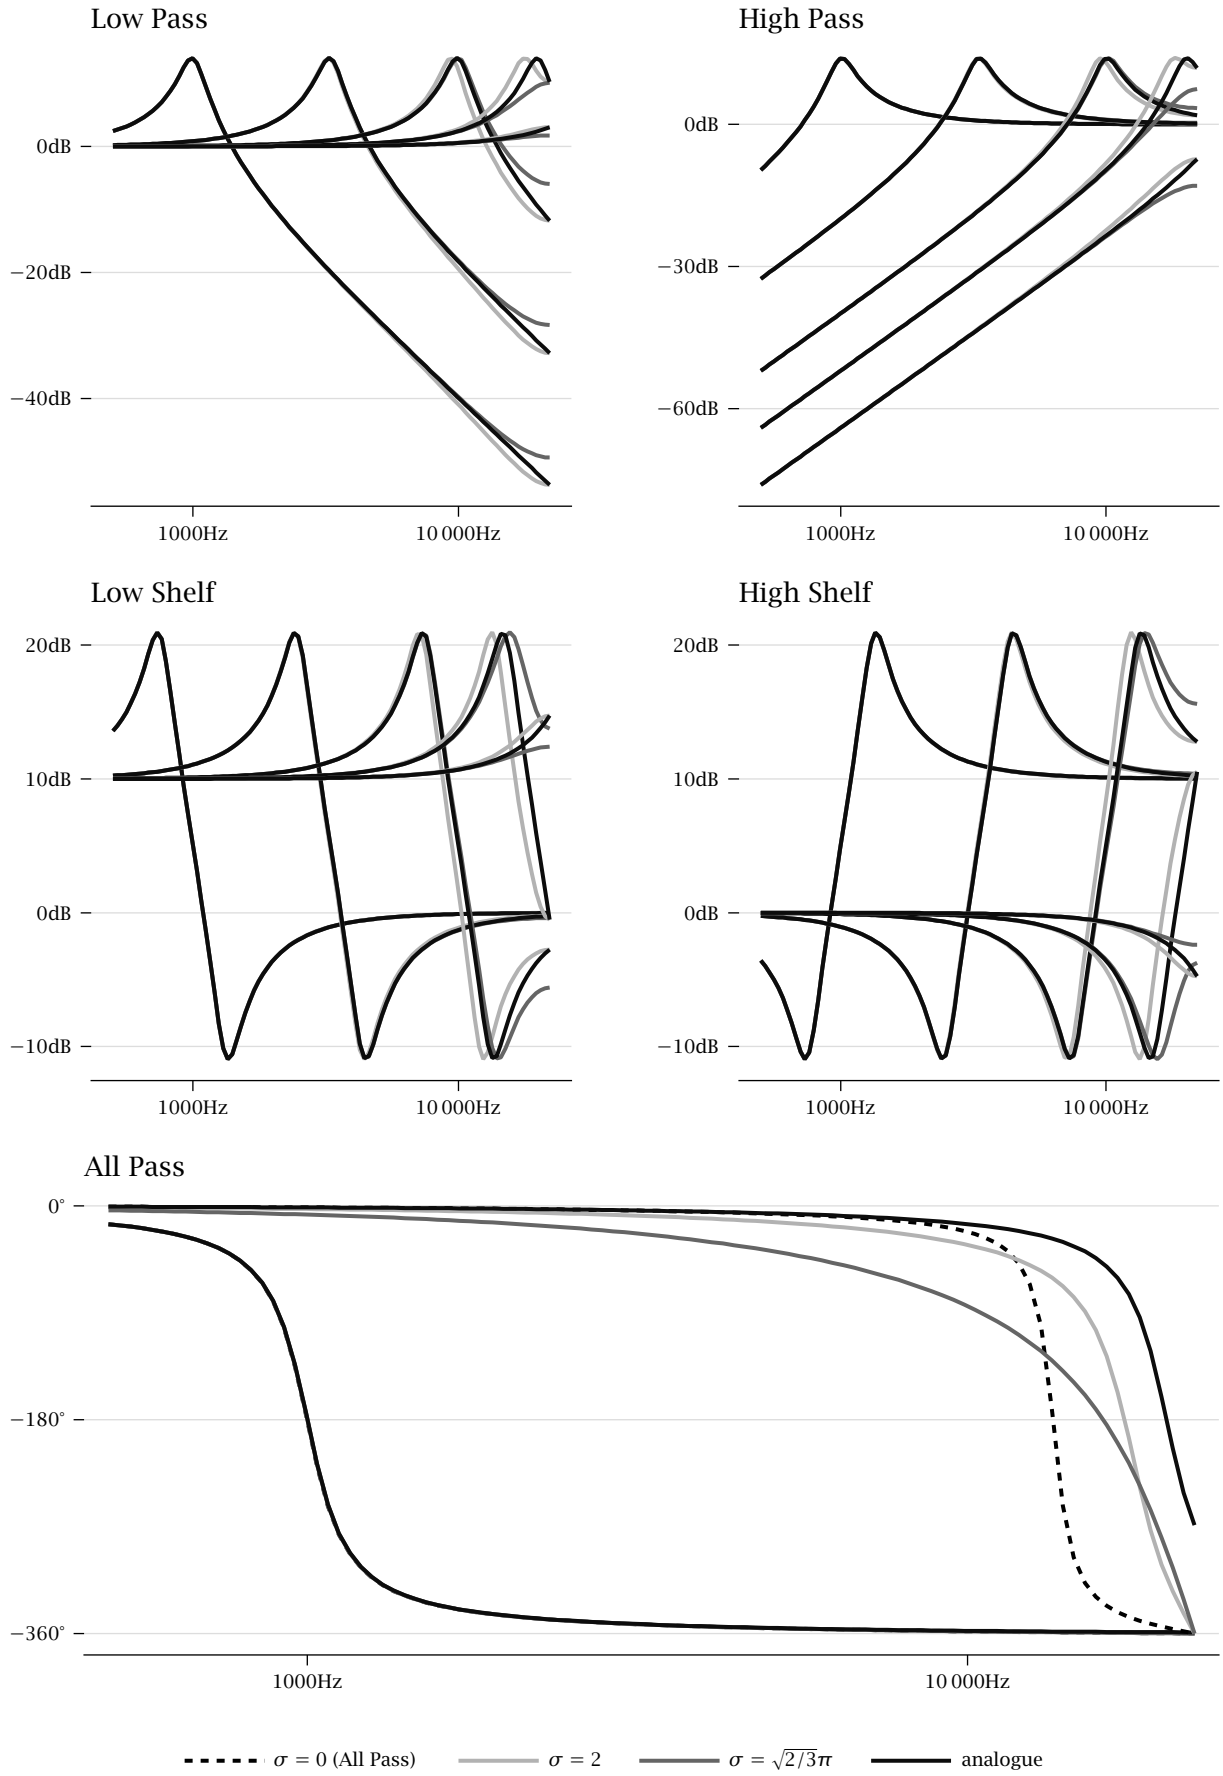 Low Pass
0dB
−20dB
−40dB
1000Hz 10 000Hz
High Pass
0dB
−30dB
−60dB
1000Hz 10 000Hz
Low Shelf
20dB
10dB
0dB
−10dB
1000Hz 10 000Hz
High Shelf
20dB
10dB
0dB
−10dB
1000Hz 10 000Hz
All Pass
0°
−180°
−360°
1000Hz 10 000Hz
σ = 0 (All Pass) σ = 2 σ = √2/3π analogue